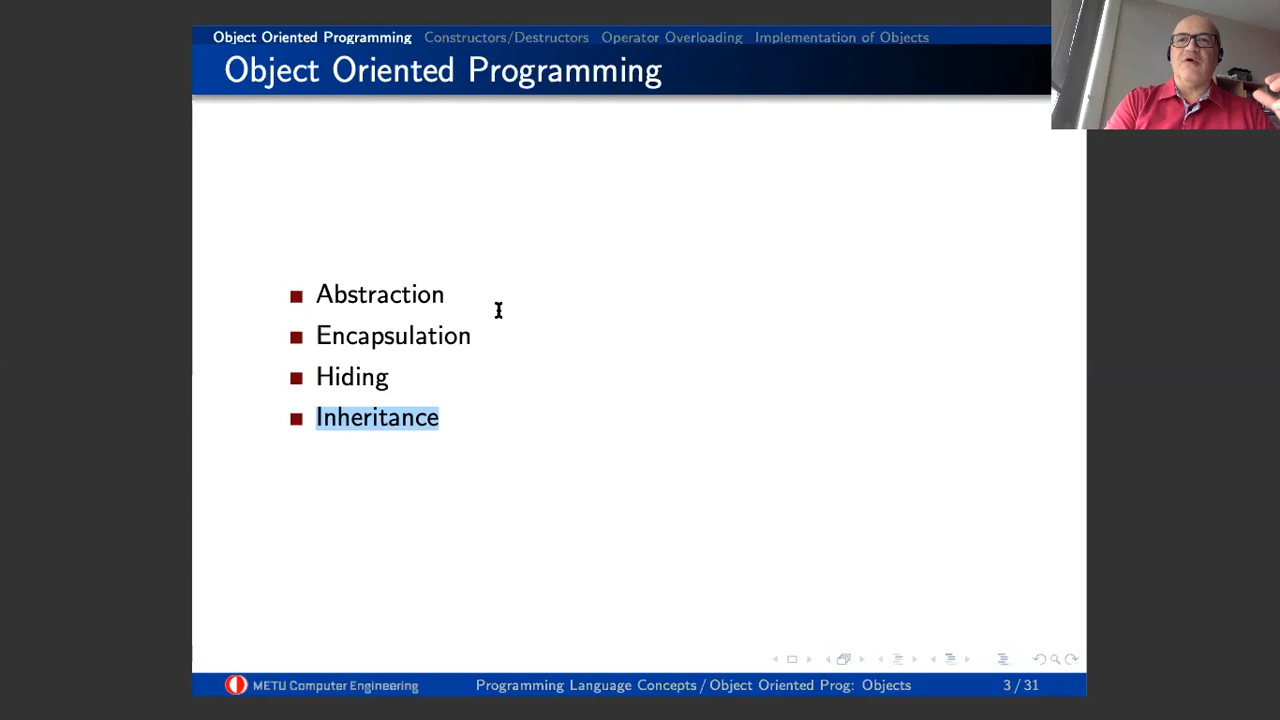 Object Oriented Programming Constructors/Destructors Operator Overloading Implementation of Objects
Object Oriented Programming
Abstraction
Encapsulation
Hiding
Inheritance
METU Computer Engineering Programming Language Concepts / Object Oriented Prog: Objects 3 / 31